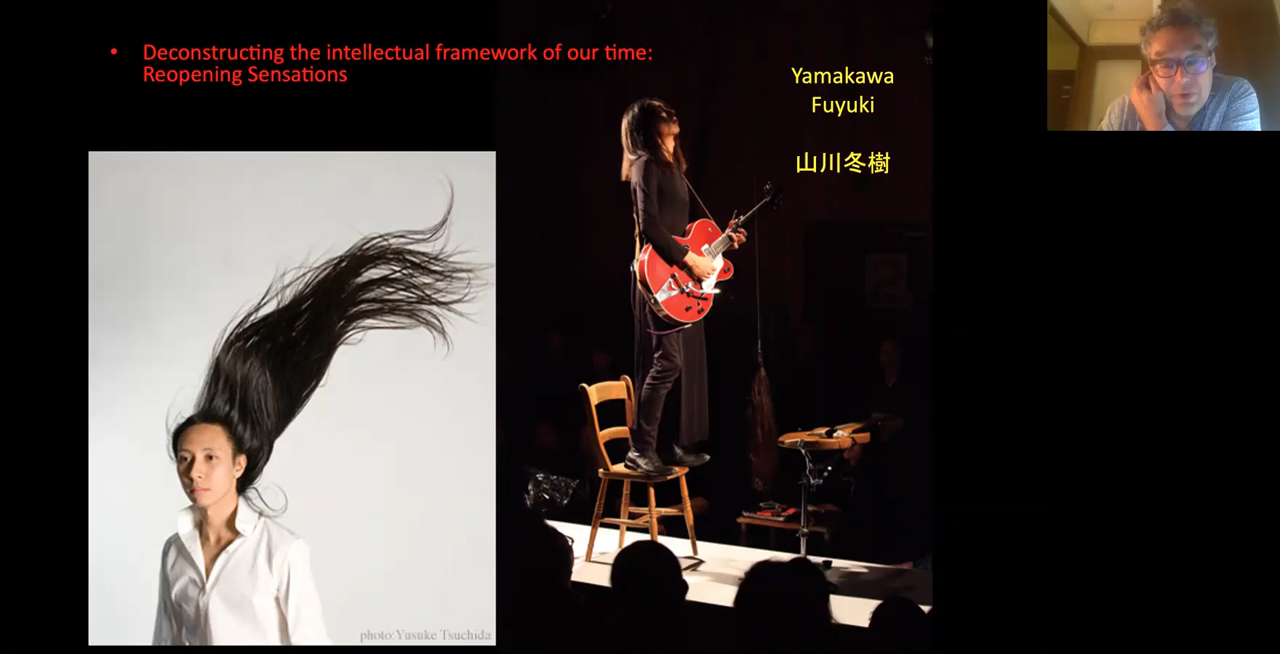 • Deconstructing the intellectual framework of our time:
Reopening Sensations
Yamakawa
Fuyuki
山川冬樹
photo:Yusuke Tsuchida